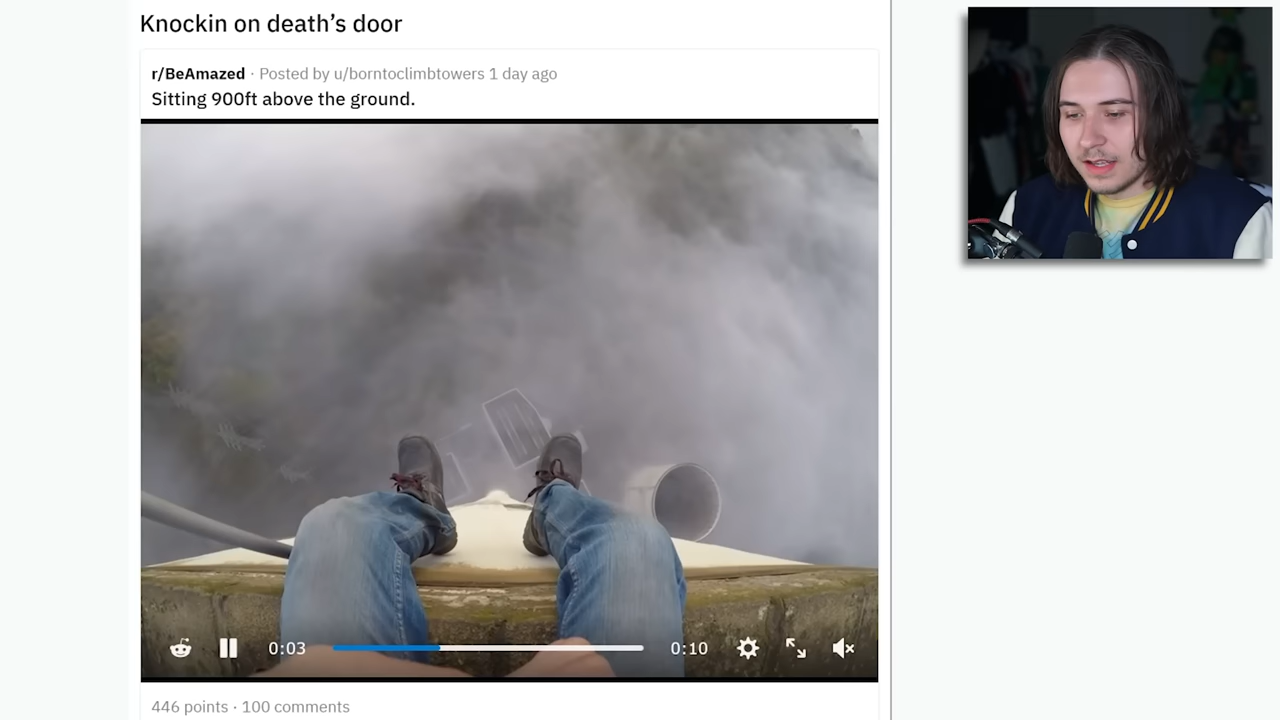 Knockin on death’s door
r/BeAmazed · Posted by u/borntoclimbtowers 1 day ago
Sitting 900ft above the ground.
0:03
0:10
446 points · 100 comments